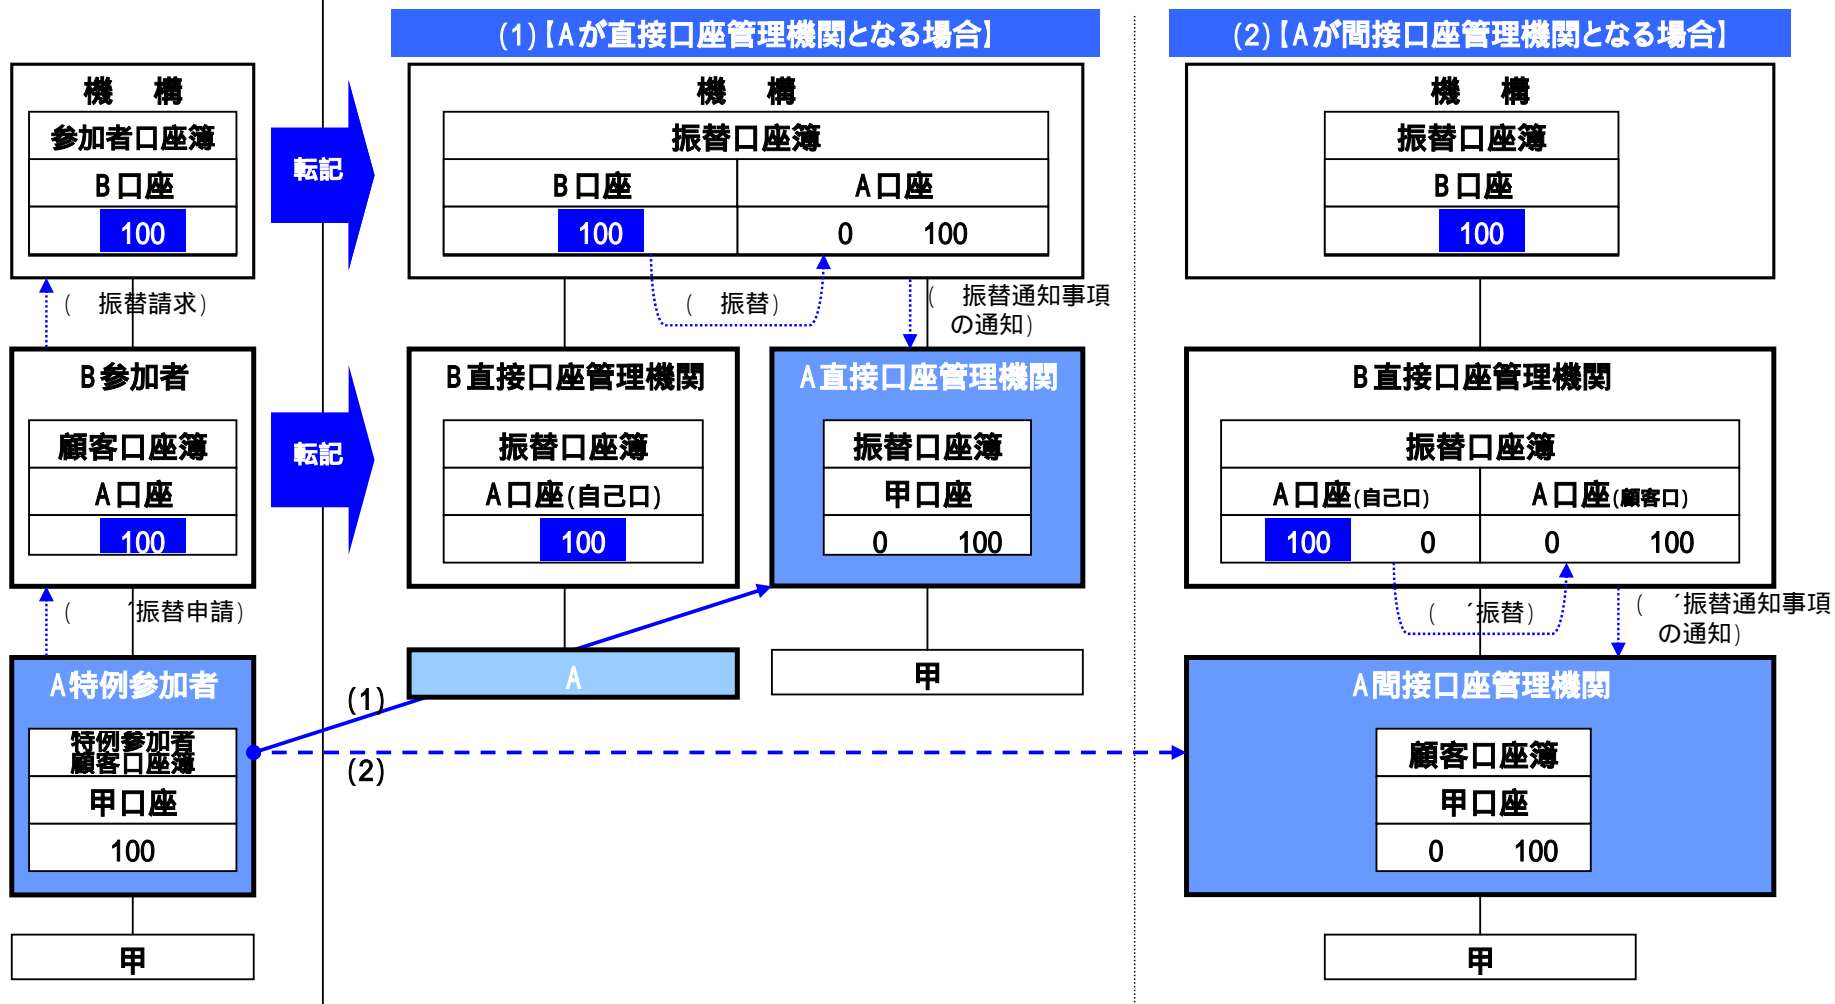 機 構
参加者口座簿
B口座
100
( 振替請求)
B参加者
顧客口座簿
A口座
100
( ´振替申請)
A特例参加者
特例参加者
顧客口座簿
甲口座
100
甲
転記
転記
(1)
(2)
(1)【Aが直接口座管理機関となる場合】
機 構
振替口座簿
B口座 A口座
100 0 100
( 振替)
( 振替通知事項
の通知)
B直接口座管理機関
振替口座簿
A口座(自己口)
100
A
A直接口座管理機関
振替口座簿
甲口座
0 100
甲
(2)【Aが間接口座管理機関となる場合】
機 構
振替口座簿
B口座
100
B直接口座管理機関
振替口座簿
A口座(自己口) A口座(顧客口)
100 0 0 100
( ´振替)
( ´振替通知事項
の通知)
A間接口座管理機関
顧客口座簿
甲口座
0 100
甲